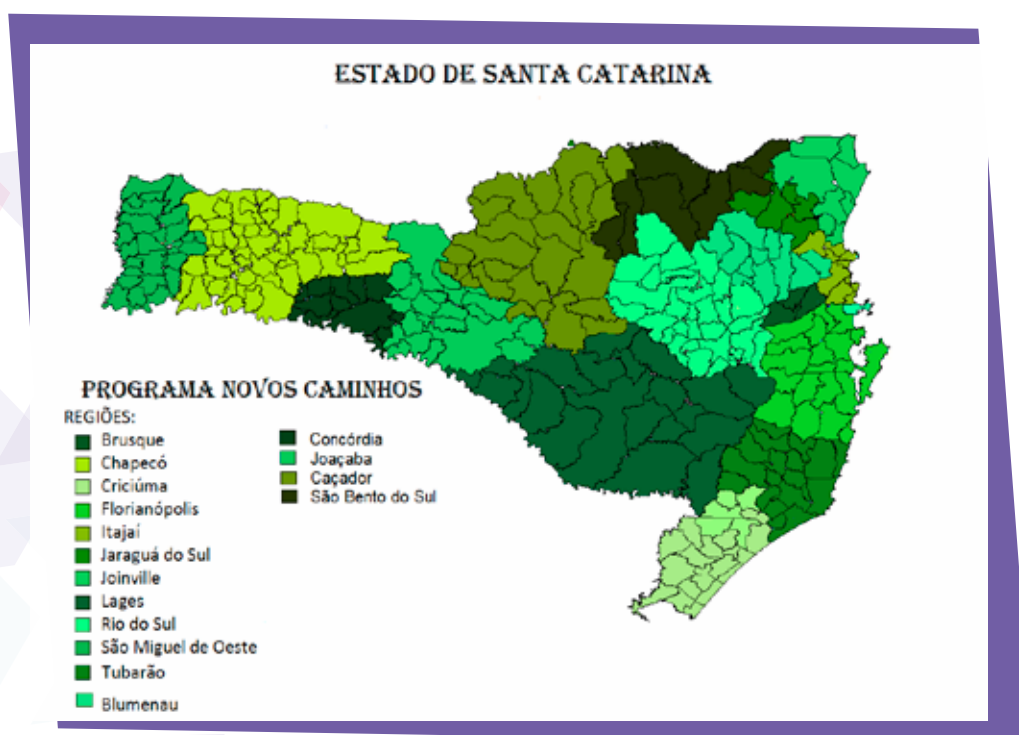 ESTADO DE SANTA CATARINA
PROGRAMA NOVOS CAMINHOS
REGIÕES:
Brusque
Chapecó
Criciúma
Florianópolis
Itajaí
Jaraguá do Sul
Joinville
Lages
Rio do Sul
São Miguel de Oeste
Tubarão
Blumenau
Concórdia
Joaçaba
Caçador
São Bento do Sul